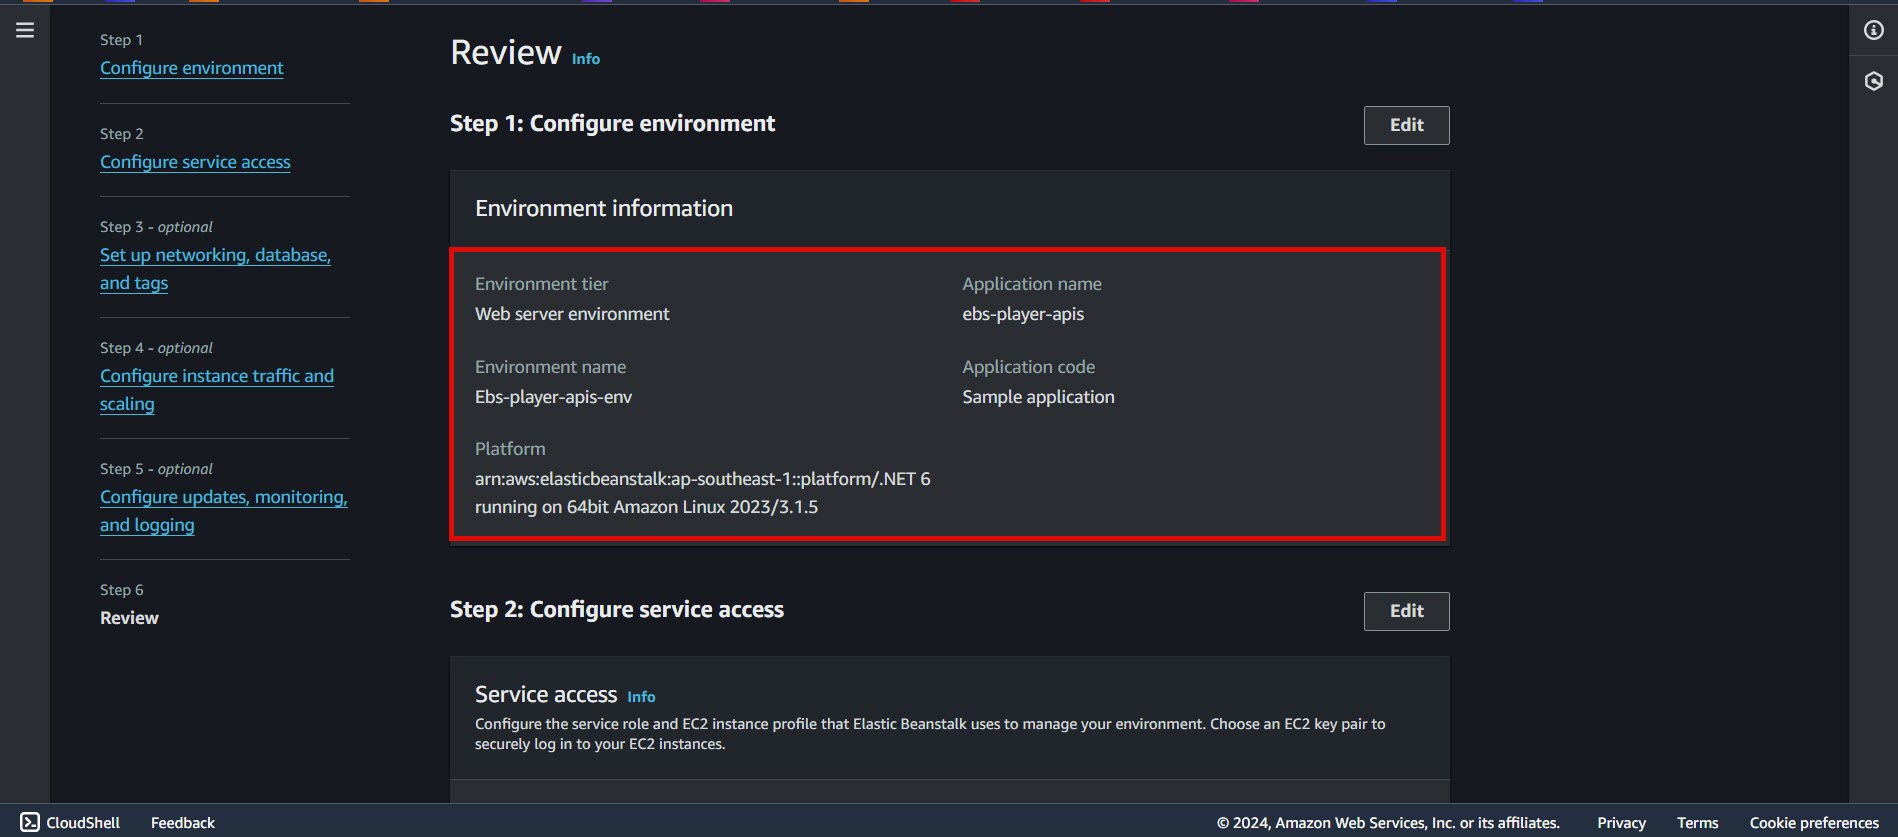 Step 1
Configure environment
Step 2
Configure service access
Step 3 - optional
Set up networking, database,
and tags
Step 4 - optional
Configure instance traffic and
scaling
Step 5 - optional
Configure updates, monitoring,
and logging
Step 6
Review
Review Info
Step 1: Configure environment
Edit
Environment information
Environment tier
Web server environment
Application name
ebs-player-apis
Environment name
Ebs-player-apis-env
Application code
Sample application
Platform
arn:aws:elasticbeanstalk:ap-southeast-1::platform/.NET 6
running on 64bit Amazon Linux 2023/3.1.5
Step 2: Configure service access
Edit
Service access Info
Configure the service role and EC2 instance profile that Elastic Beanstalk uses to manage your environment. Choose an EC2 key pair to
securely log in to your EC2 instances.
CloudShell Feedback © 2024, Amazon Web Services, Inc. or its affiliates. Privacy Terms Cookie preferences